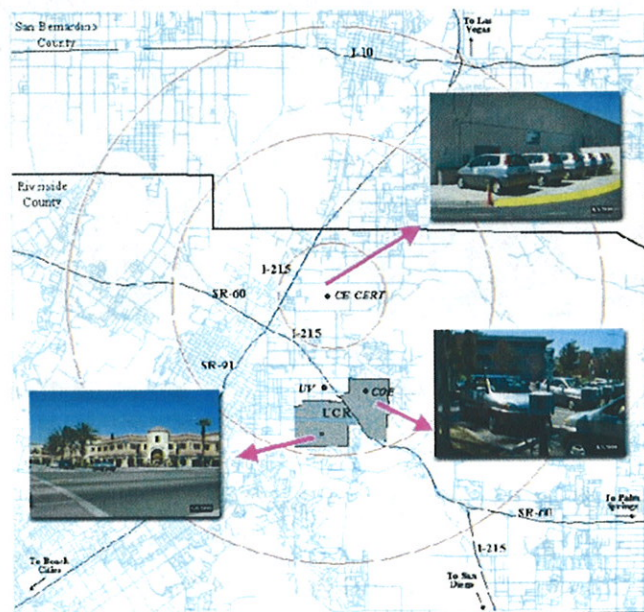 San Bernardino
County
To Las
Vegas
I-10
Riverside
County
I-215
SR-60
CE CERT
I-215
SR-91
UV
COE
UCR
To Palm
Springs
SR-60
I-215
To Beach
Cities
To San
Diego